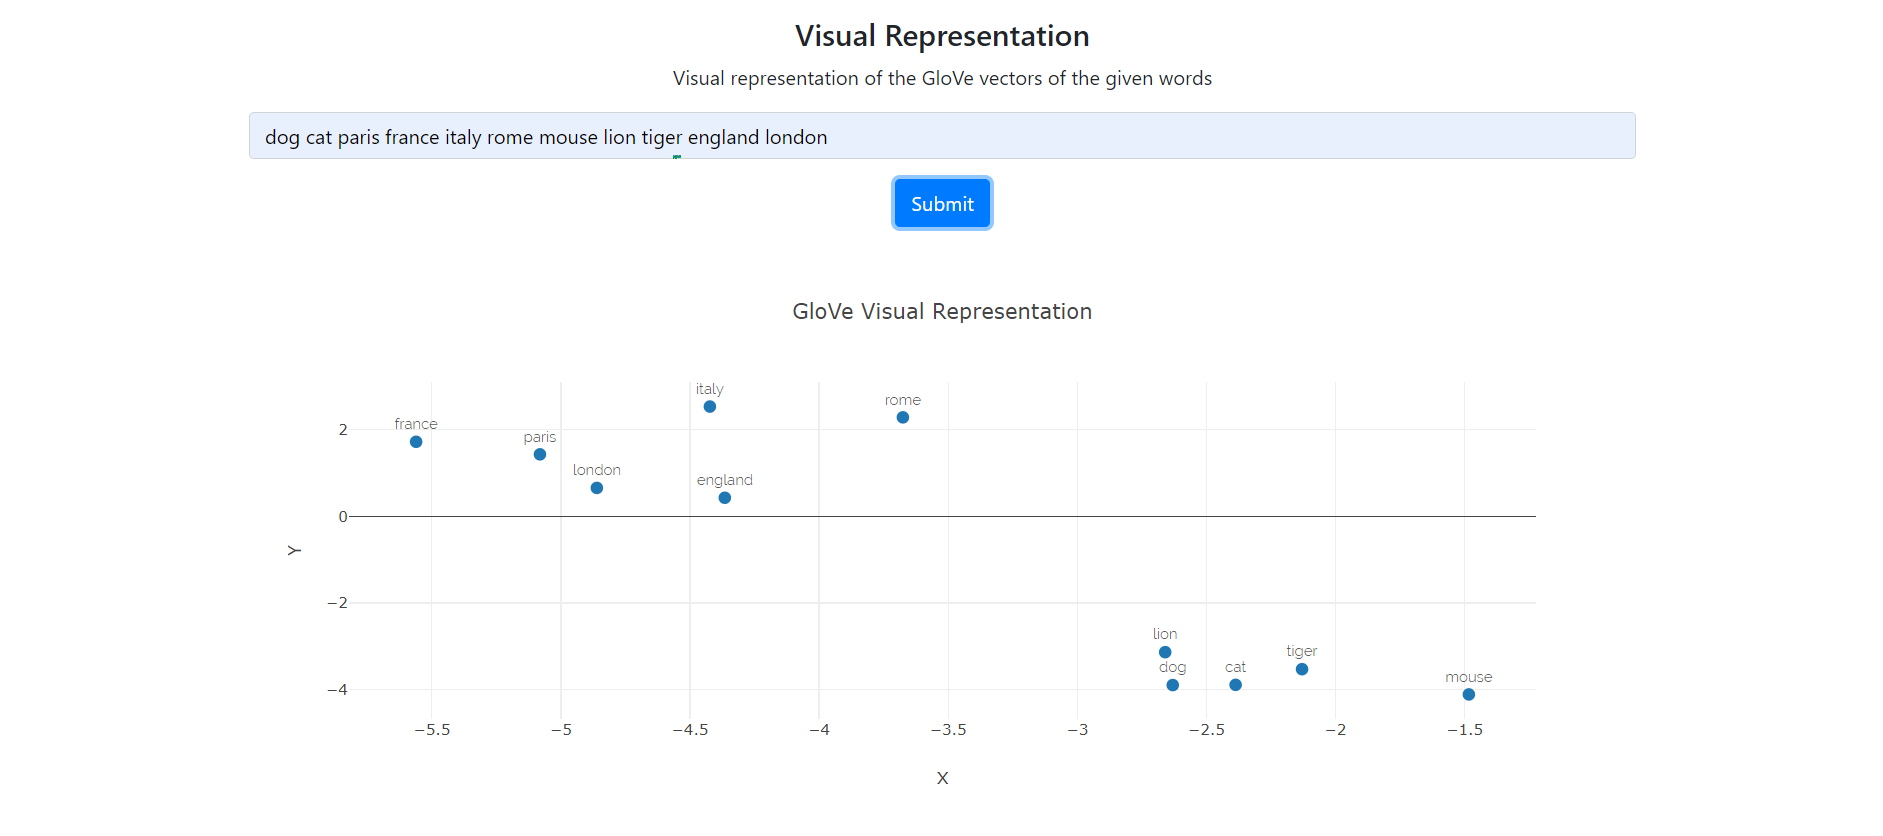 Visual Representation
Visual representation of the GloVe vectors of the given words
dog cat paris france italy rome mouse lion tiger england london
Submit
GloVe Visual Representation
italy
rome
france
2
paris
london
england
0
Y
−2
lion
tiger
dog
cat
mouse
−4
−5.5 −5 −4.5 −4 −3.5 −3 −2.5 −2 −1.5
X